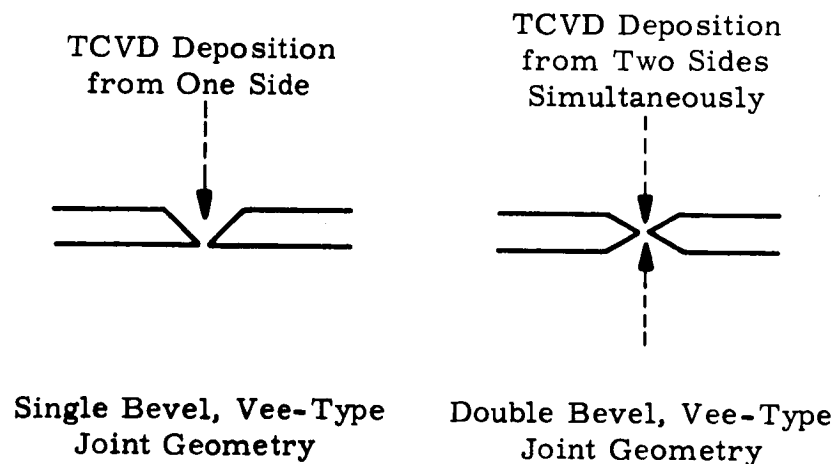 TCVD Deposition
from One Side
TCVD Deposition
from Two Sides
Simultaneously
Single Bevel, Vee-Type
Joint Geometry
Double Bevel, Vee-Type
Joint Geometry